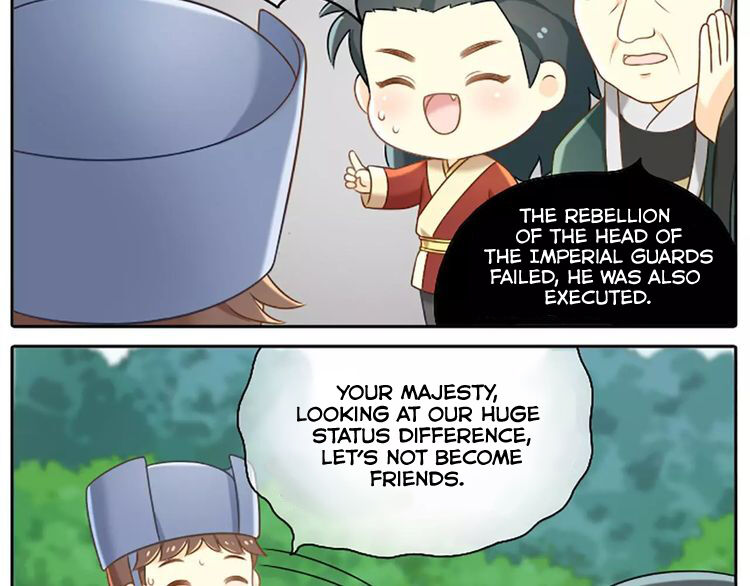 THE REBELLION
OF THE HEAD OF
THE IMPERIAL GUARDS
FAILED, HE WAS ALSO
EXECUTED.
YOUR MAJESTY,
LOOKING AT OUR HUGE
STATUS DIFFERENCE,
LET'S NOT BECOME
FRIENDS.